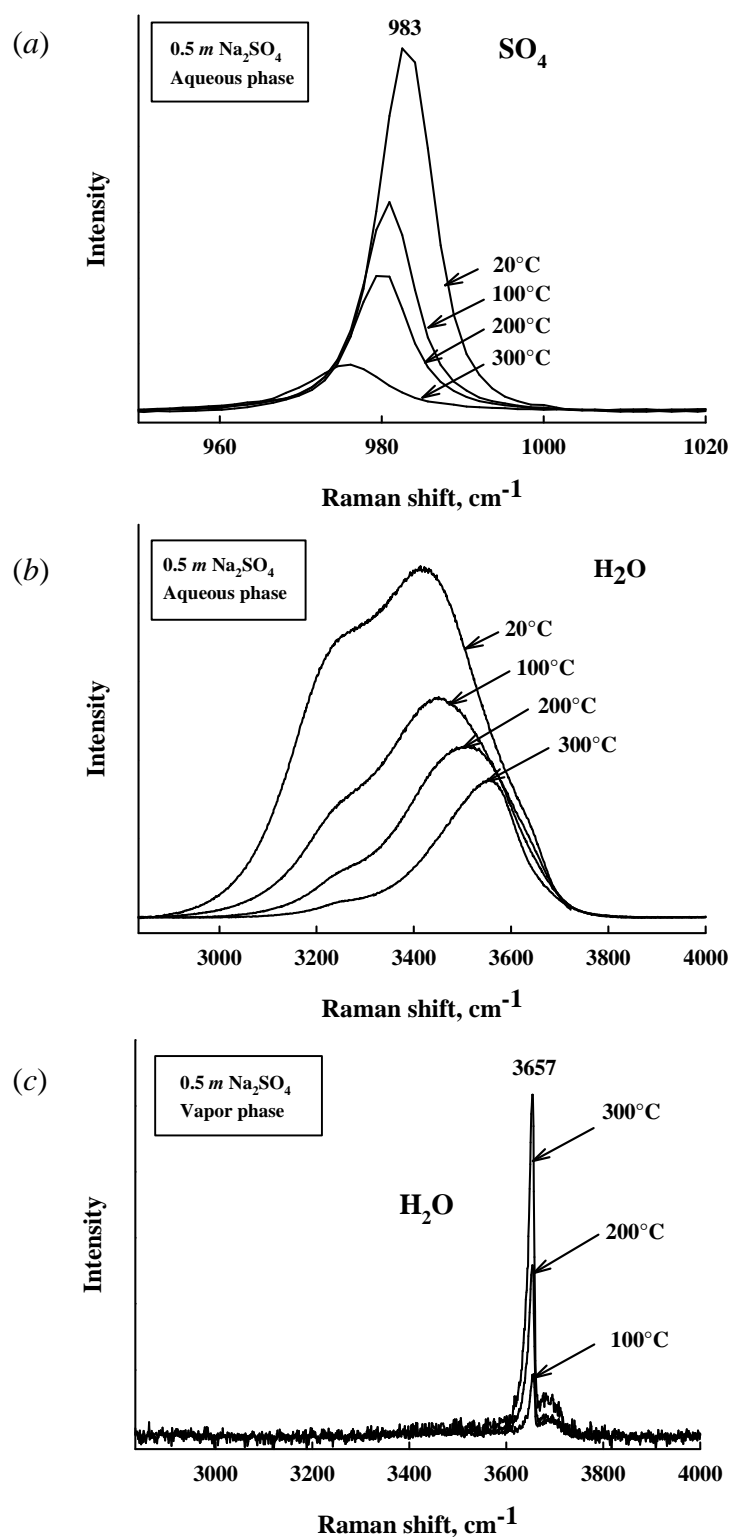 (a)
0.5 m Na₂SO₄
Aqueous phase
983
SO₄
Intensity
20°C
100°C
200°C
300°C
960 980 1000 1020
Raman shift, cm⁻¹
(b)
0.5 m Na₂SO₄
Aqueous phase
H₂O
Intensity
20°C
100°C
200°C
300°C
3000 3200 3400 3600 3800 4000
Raman shift, cm⁻¹
(c)
0.5 m Na₂SO₄
Vapor phase
3657
H₂O
Intensity
300°C
200°C
100°C
3000 3200 3400 3600 3800 4000
Raman shift, cm⁻¹